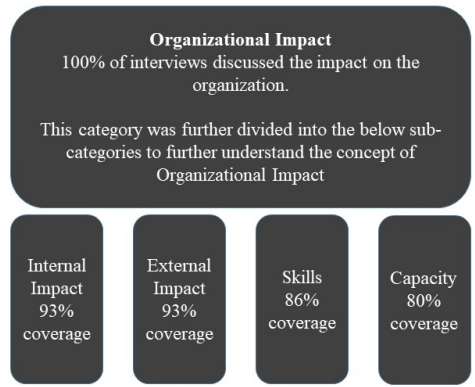 Organizational Impact
100% of interviews discussed the impact on the
organization.
This category was further divided into the below sub-
categories to further understand the concept of
Organizational Impact
Internal
Impact
93%
coverage
External
Impact
93%
coverage
Skills
86%
coverage
Capacity
80%
coverage